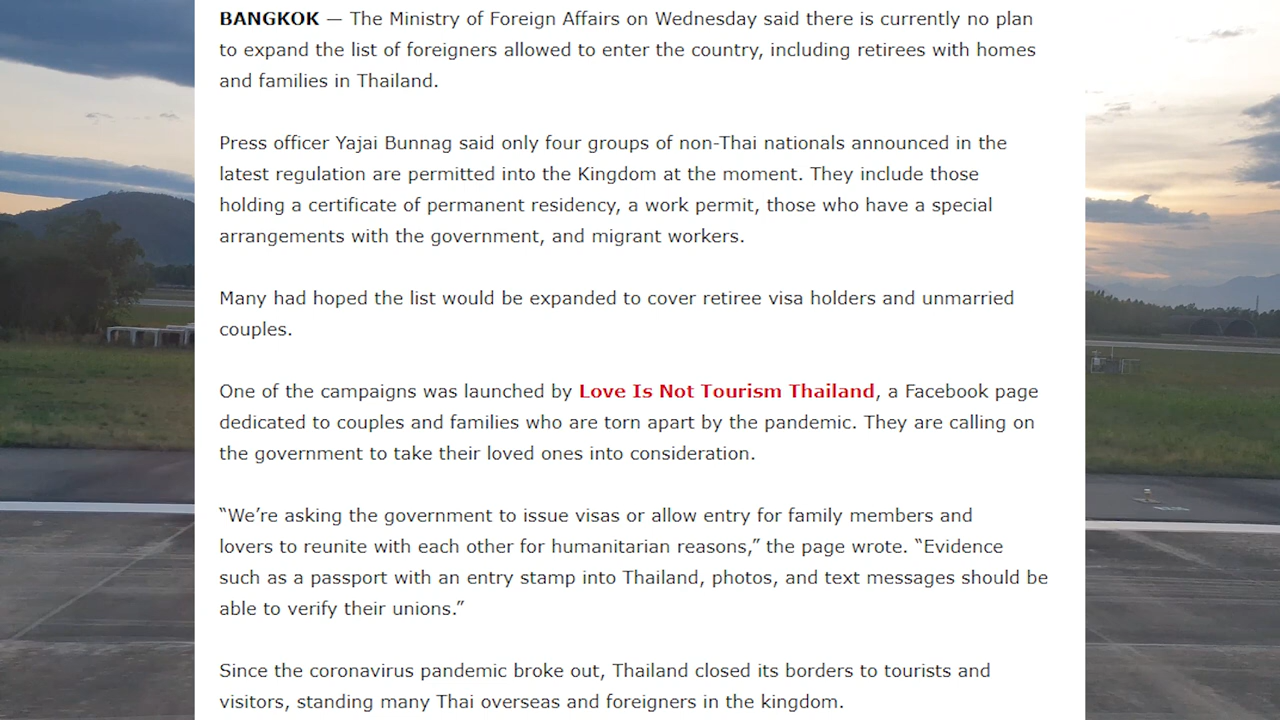 BANGKOK — The Ministry of Foreign Affairs on Wednesday said there is currently no plan
to expand the list of foreigners allowed to enter the country, including retirees with homes
and families in Thailand.
Press officer Yajai Bunnag said only four groups of non-Thai nationals announced in the
latest regulation are permitted into the Kingdom at the moment. They include those
holding a certificate of permanent residency, a work permit, those who have a special
arrangements with the government, and migrant workers.
Many had hoped the list would be expanded to cover retiree visa holders and unmarried
couples.
One of the campaigns was launched by Love Is Not Tourism Thailand, a Facebook page
dedicated to couples and families who are torn apart by the pandemic. They are calling on
the government to take their loved ones into consideration.
“We’re asking the government to issue visas or allow entry for family members and
lovers to reunite with each other for humanitarian reasons,” the page wrote. “Evidence
such as a passport with an entry stamp into Thailand, photos, and text messages should be
able to verify their unions.”
Since the coronavirus pandemic broke out, Thailand closed its borders to tourists and
visitors, standing many Thai overseas and foreigners in the kingdom.